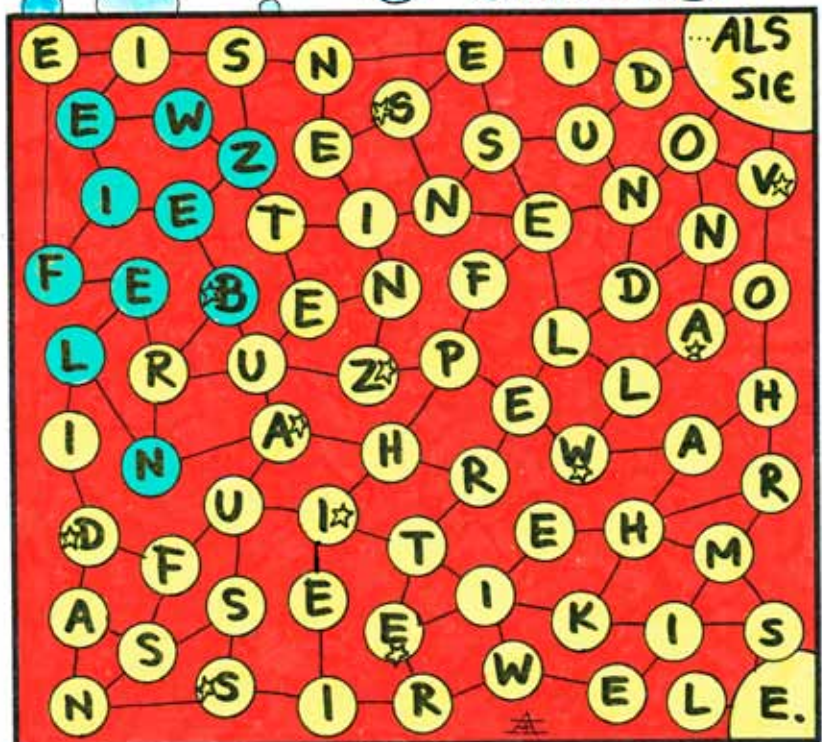 E I S N E I D ...ALS
SIE
E W Z E S S U O V
I E T I N E N N
F E B E N F D O
L R U Z P L L A
I N A H E W A H
D U I R R
F T E H M
A S S E E I K I S
N S I R W E L E.